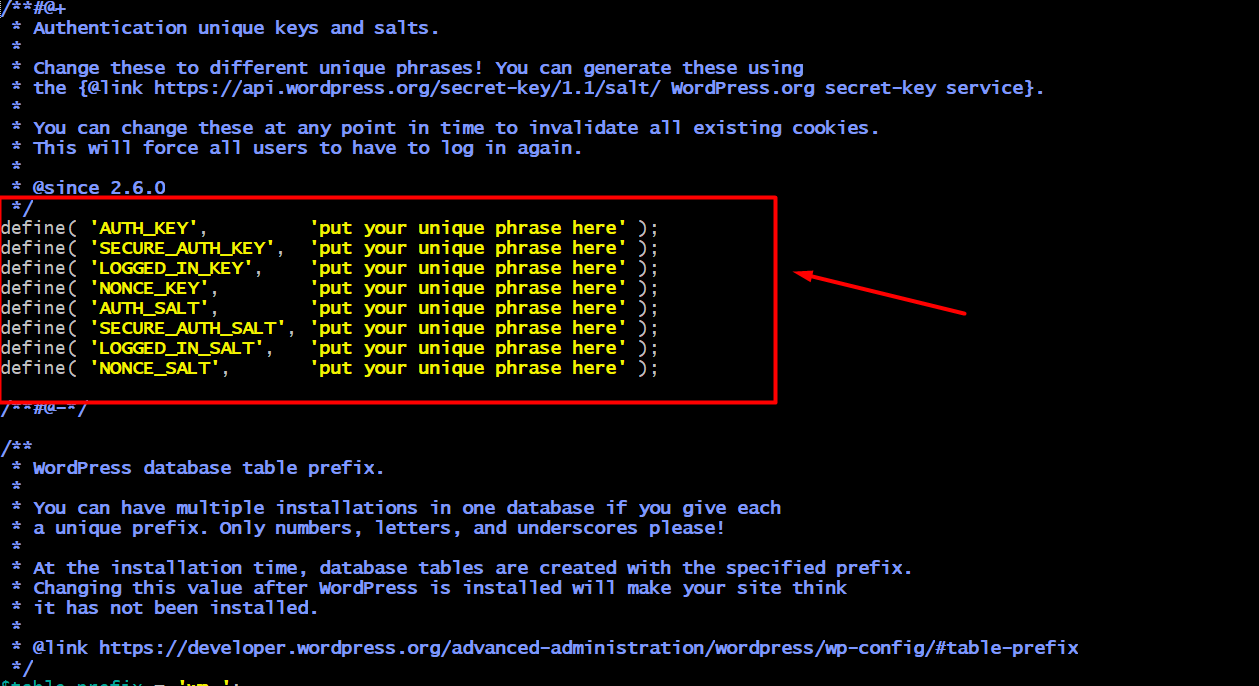 /**#@+
 * Authentication unique keys and salts.
 *
 * Change these to different unique phrases! You can generate these using
 * the {@link https://api.wordpress.org/secret-key/1.1/salt/ WordPress.org secret-key service}.
 *
 * You can change these at any point in time to invalidate all existing cookies.
 * This will force all users to have to log in again.
 *
 * @since 2.6.0
 */
define( 'AUTH_KEY',         'put your unique phrase here' );
define( 'SECURE_AUTH_KEY',  'put your unique phrase here' );
define( 'LOGGED_IN_KEY',    'put your unique phrase here' );
define( 'NONCE_KEY',        'put your unique phrase here' );
define( 'AUTH_SALT',        'put your unique phrase here' );
define( 'SECURE_AUTH_SALT', 'put your unique phrase here' );
define( 'LOGGED_IN_SALT',   'put your unique phrase here' );
define( 'NONCE_SALT',       'put your unique phrase here' );
/**#@-*/
/**
 * WordPress database table prefix.
 *
 * You can have multiple installations in one database if you give each
 * a unique prefix. Only numbers, letters, and underscores please!
 *
 * At the installation time, database tables are created with the specified prefix.
 * Changing this value after WordPress is installed will make your site think
 * it has not been installed.
 *
 * @link https://developer.wordpress.org/advanced-administration/wordpress/wp-config/#table-prefix
 */
$table_prefix = 'wp_';